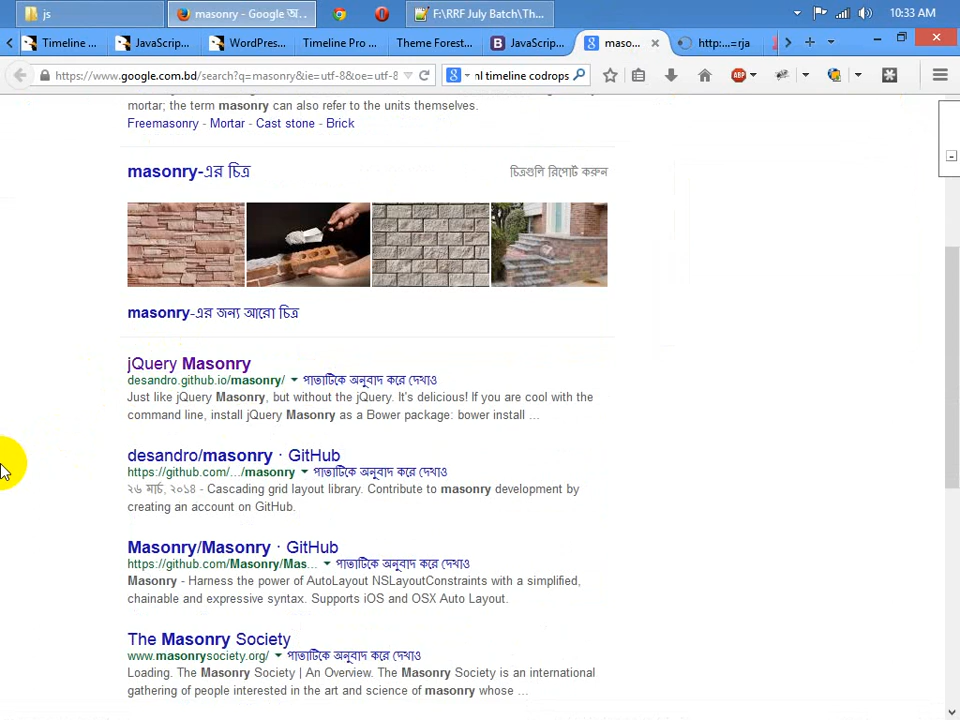 js
masonry - Google অ...
F:\RRF July Batch\Th...
10:33 AM
Timeline ...
JavaScrip...
WordPres...
Timeline Pro ...
Theme Forest...
JavaScrip...
maso...
http:...=rja
https://www.google.com.bd/search?q=masonry&ie=utf-8&oe=utf-8
nl timeline codrops
ABP
mortar; the term masonry can also refer to the units themselves.
Freemasonry - Mortar - Cast stone - Brick
masonry-এর চিত্র
চিত্রগুলি রিপোর্ট করুন
masonry-এর জন্য আরো চিত্র
jQuery Masonry
desandro.github.io/masonry/ পাতাটিকে অনুবাদ করে দেখাও
Just like jQuery Masonry, but without the jQuery. It's delicious! If you are cool with the
command line, install jQuery Masonry as a Bower package: bower install ...
desandro/masonry · GitHub
https://github.com/.../masonry পাতাটিকে অনুবাদ করে দেখাও
২৬ মার্চ, ২০১৪ - Cascading grid layout library. Contribute to masonry development by
creating an account on GitHub.
Masonry/Masonry · GitHub
https://github.com/Masonry/Mas... পাতাটিকে অনুবাদ করে দেখাও
Masonry - Harness the power of AutoLayout NSLayoutConstraints with a simplified,
chainable and expressive syntax. Supports iOS and OSX Auto Layout.
The Masonry Society
www.masonrysociety.org/ পাতাটিকে অনুবাদ করে দেখাও
Loading. The Masonry Society | An Overview. The Masonry Society is an international
gathering of people interested in the art and science of masonry whose ...